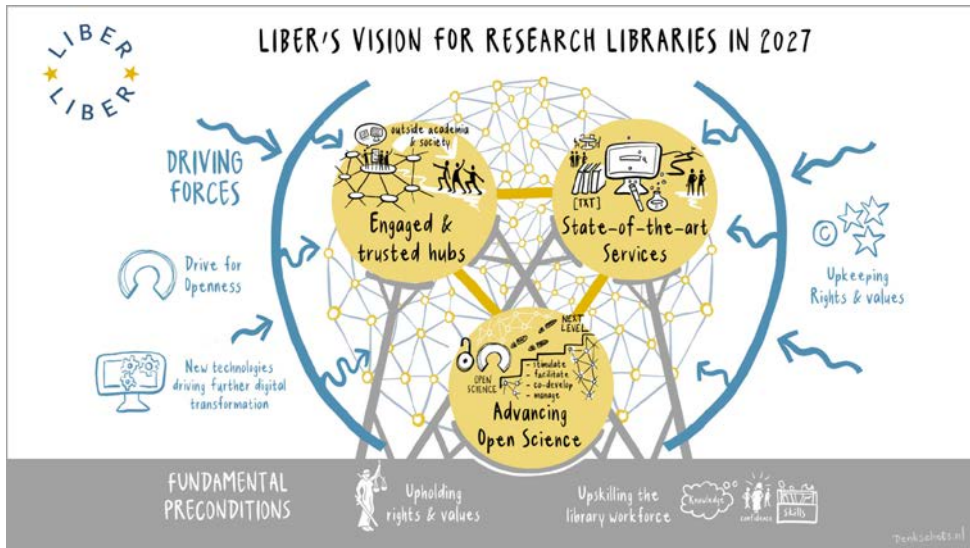 LIBER
LIBER
LIBER'S VISION FOR RESEARCH LIBRARIES IN 2027
DRIVING
FORCES
Drive for
Openness
New technologies
driving further digital
transformation
outside academia
& society
Engaged &
trusted hubs
[TXT]
State-of-the-art
Services
©
Upkeeping
Rights & values
NEXT
LEVEL
OPEN
SCIENCE
- stimulate
- facilitate
- co-develop
- manage
Advancing
Open Science
FUNDAMENTAL
PRECONDITIONS
Upholding
rights & values
Upskilling the
library workforce
Knowledge
confidence
Skills
Denkschets.nl